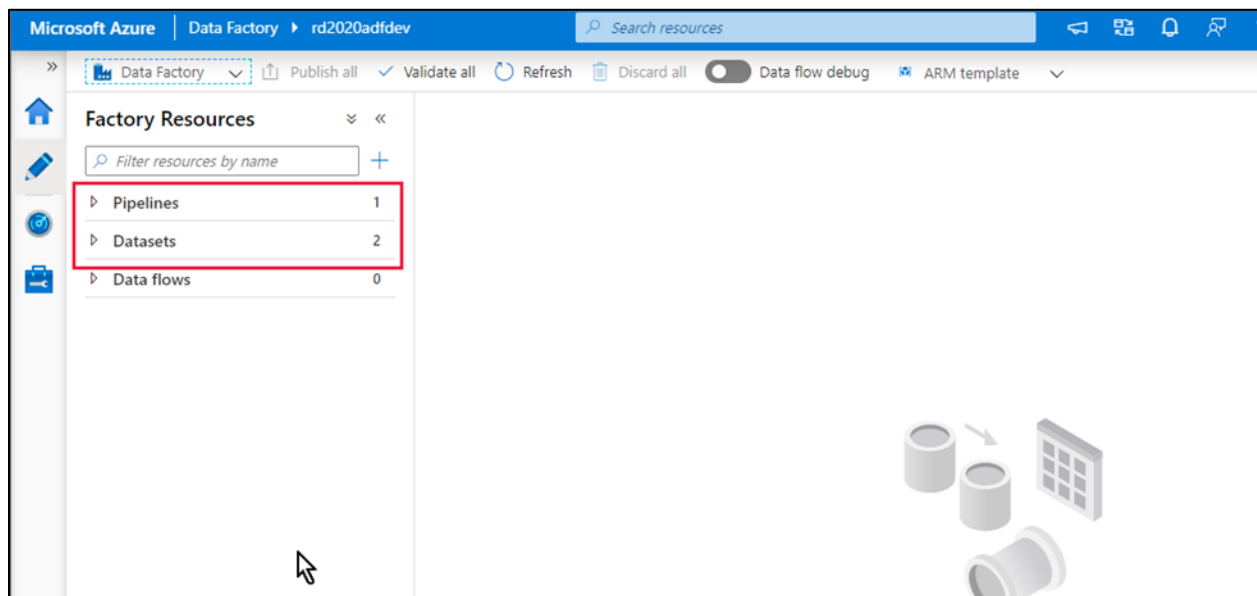 Microsoft Azure Data Factory rd2020adfdev Search resources
Data Factory Publish all Validate all Refresh Discard all Data flow debug ARM template
Factory Resources
Filter resources by name
Pipelines 1
Datasets 2
Data flows 0